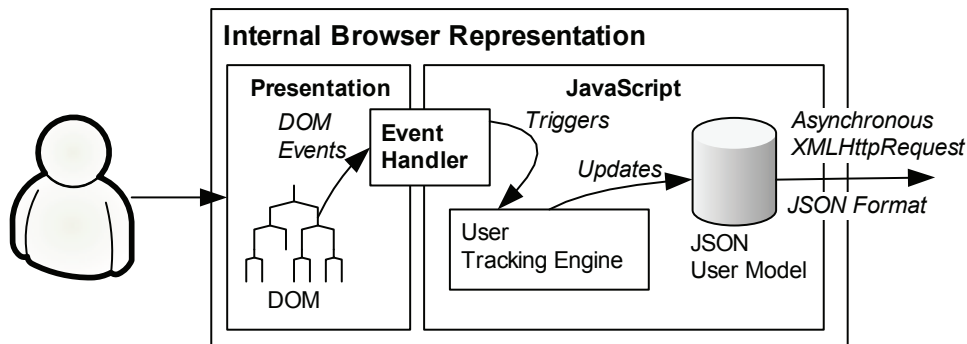 Internal Browser Representation
Presentation
DOM
Events
DOM
Event
Handler
JavaScript
Triggers
Updates
User
Tracking Engine
JSON
User Model
Asynchronous
XMLHttpRequest
JSON Format